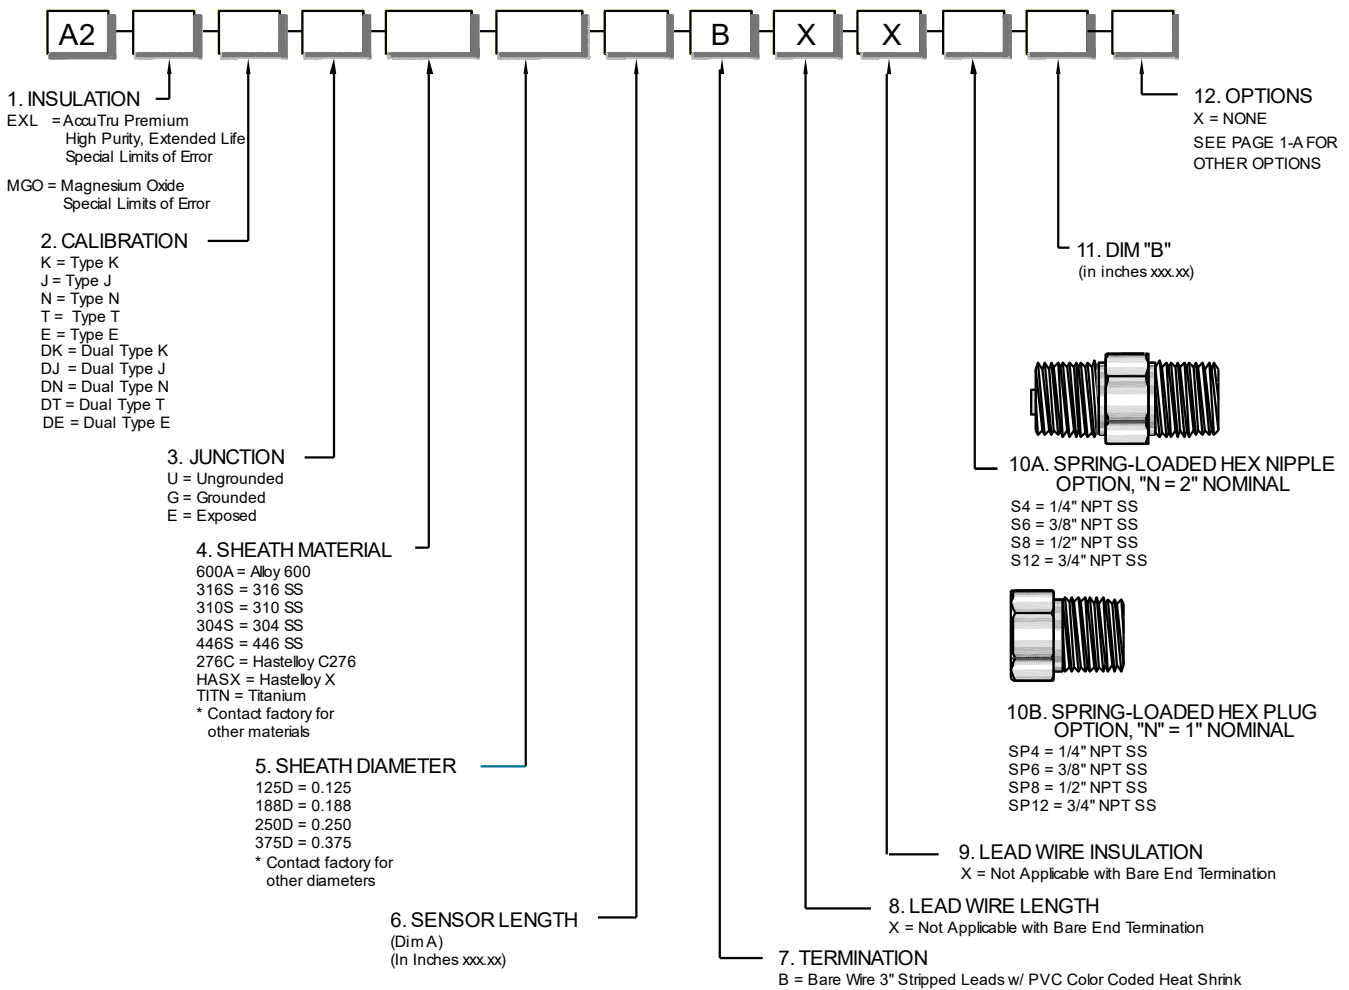 A2 B X X
1. INSULATION
EXL = AccuTru Premium
High Purity, Extended Life
Special Limits of Error
MGO = Magnesium Oxide
Special Limits of Error
2. CALIBRATION
K = Type K
J = Type J
N = Type N
T = Type T
E = Type E
DK = Dual Type K
DJ = Dual Type J
DN = Dual Type N
DT = Dual Type T
DE = Dual Type E
3. JUNCTION
U = Ungrounded
G = Grounded
E = Exposed
4. SHEATH MATERIAL
600A = Alloy 600
316S = 316 SS
310S = 310 SS
304S = 304 SS
446S = 446 SS
276C = Hastelloy C276
HASX = Hastelloy X
TITN = Titanium
* Contact factory for
other materials
5. SHEATH DIAMETER
125D = 0.125
188D = 0.188
250D = 0.250
375D = 0.375
* Contact factory for
other diameters
6. SENSOR LENGTH
(Dim A)
(In Inches xxx.xx)
7. TERMINATION
B = Bare Wire 3" Stripped Leads w/ PVC Color Coded Heat Shrink
8. LEAD WIRE LENGTH
X = Not Applicable with Bare End Termination
9. LEAD WIRE INSULATION
X = Not Applicable with Bare End Termination
10A. SPRING-LOADED HEX NIPPLE
OPTION, "N = 2" NOMINAL
S4 = 1/4" NPT SS
S6 = 3/8" NPT SS
S8 = 1/2" NPT SS
S12 = 3/4" NPT SS
10B. SPRING-LOADED HEX PLUG
OPTION, "N" = 1" NOMINAL
SP4 = 1/4" NPT SS
SP6 = 3/8" NPT SS
SP8 = 1/2" NPT SS
SP12 = 3/4" NPT SS
11. DIM "B"
(in inches xxx.xx)
12. OPTIONS
X = NONE
SEE PAGE 1-A FOR
OTHER OPTIONS